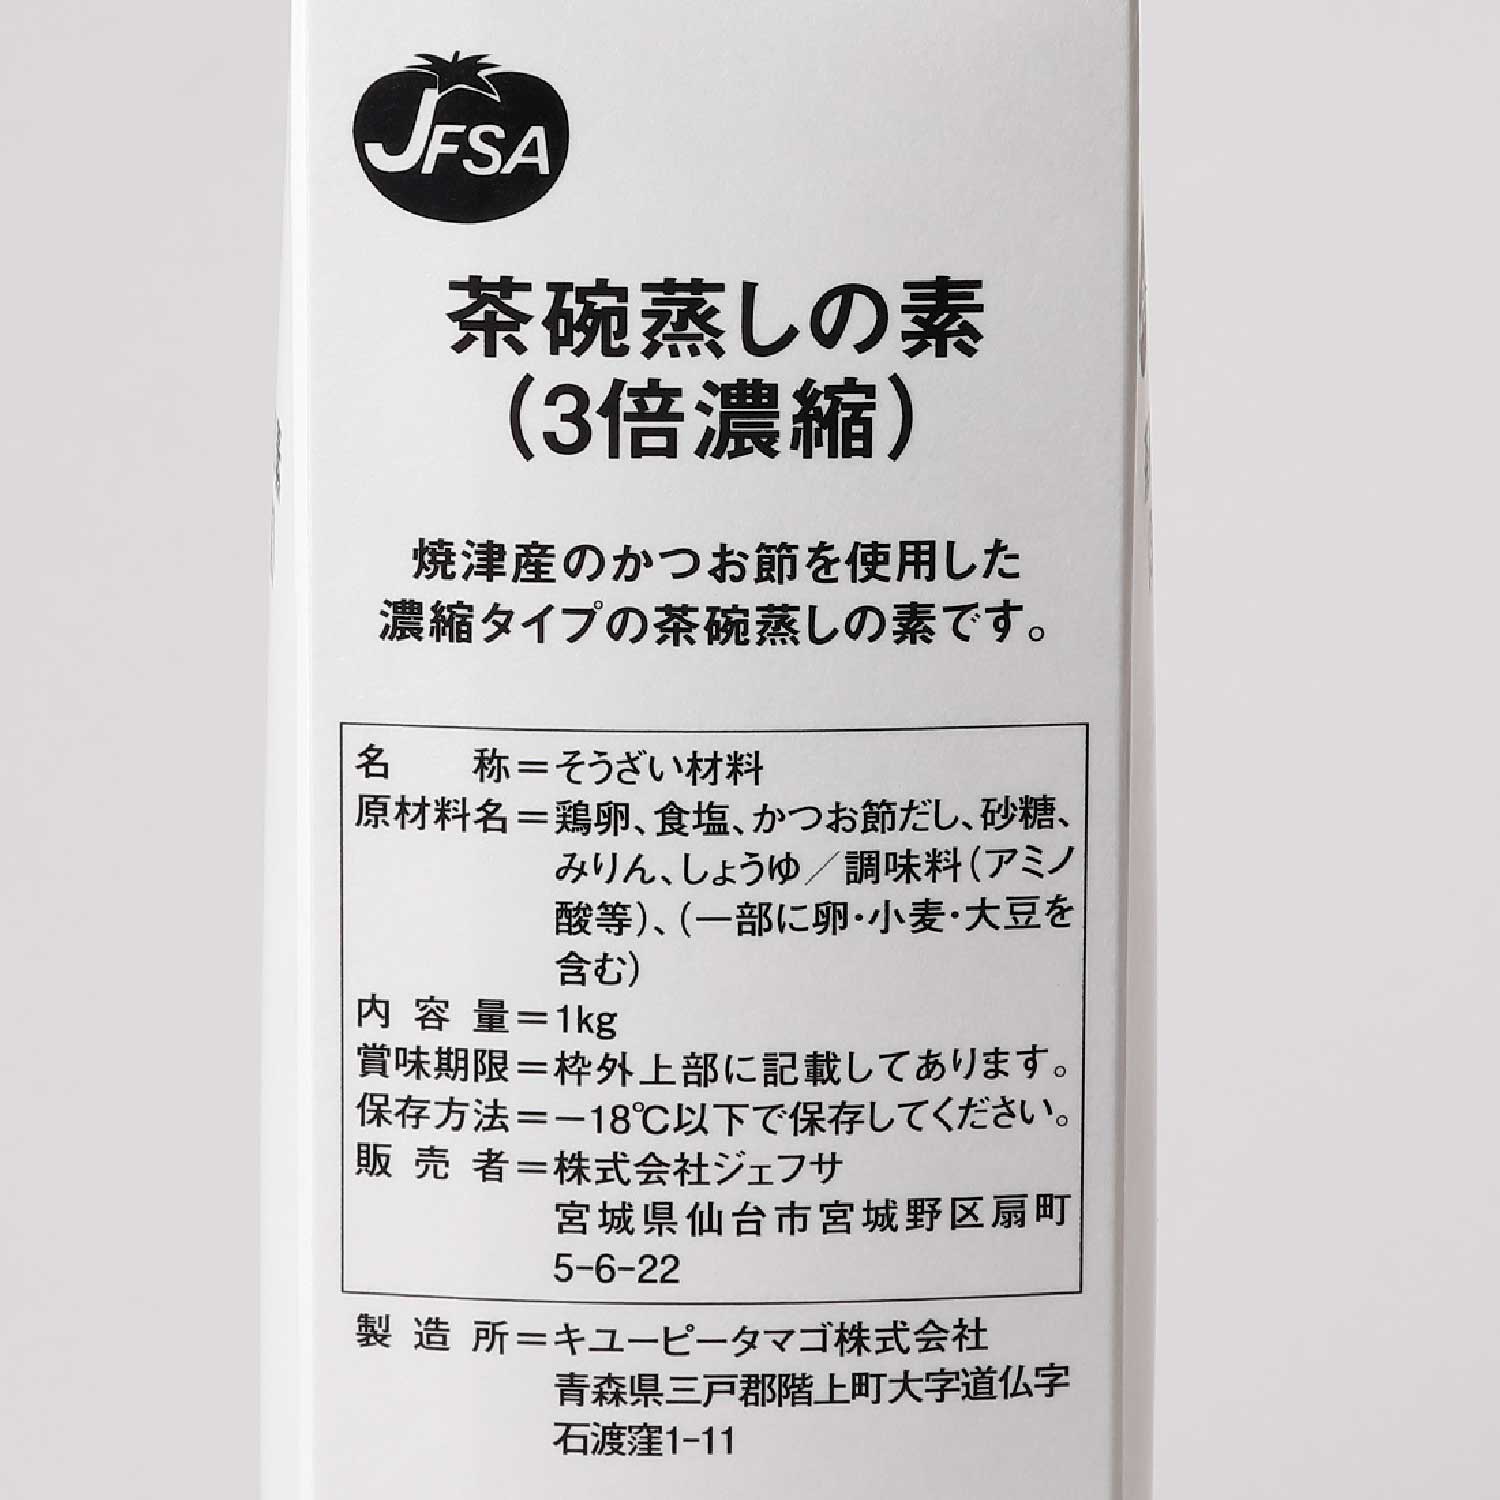 JFSA
茶碗蒸しの素
（3倍濃縮）
焼津産のかつお節を使用した
濃縮タイプの茶碗蒸しの素です。
名称＝そうざい材料
原材料名＝鶏卵、食塩、かつお節だし、砂糖、
みりん、しょうゆ／調味料（アミノ
酸等）、（一部に卵・小麦・大豆を
含む）
内容量＝1kg
賞味期限＝枠外上部に記載してあります。
保存方法＝－18℃以下で保存してください。
販売者＝株式会社ジェフサ
宮城県仙台市宮城野区扇町
5-6-22
製造所＝キユーピータマゴ株式会社
青森県三戸郡階上町大字道仏字
石渡窪1-11